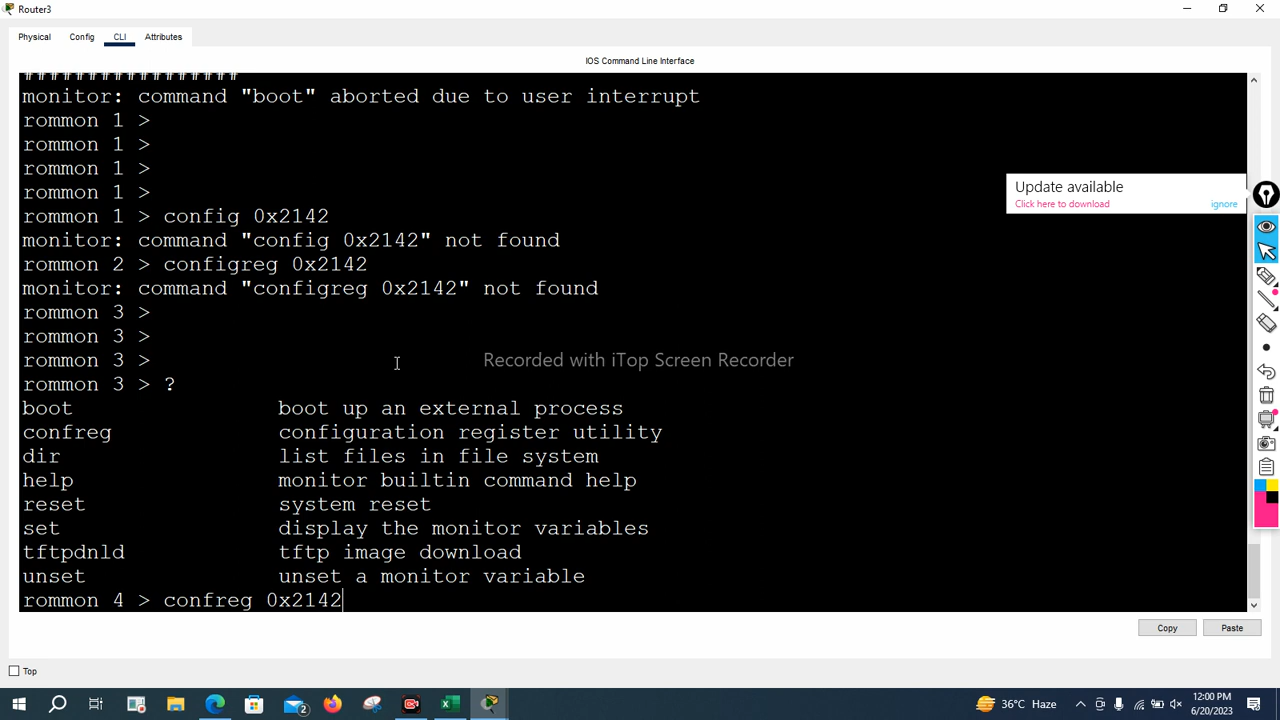 Router3
Physical Config CLI Attributes
IOS Command Line Interface
################
monitor: command "boot" aborted due to user interrupt
rommon 1 >
rommon 1 >
rommon 1 >
rommon 1 >
rommon 1 > config 0x2142
monitor: command "config 0x2142" not found
rommon 2 > configreg 0x2142
monitor: command "configreg 0x2142" not found
rommon 3 >
rommon 3 >
rommon 3 >
rommon 3 > ?
boot boot up an external process
confreg configuration register utility
dir list files in file system
help monitor builtin command help
reset system reset
set display the monitor variables
tftpdnld tftp image download
unset unset a monitor variable
rommon 4 > confreg 0x2142
Update available
Click here to download ignore
Recorded with iTop Screen Recorder
Copy Paste
Top
2
36°C Haze
12:00 PM
6/20/2023